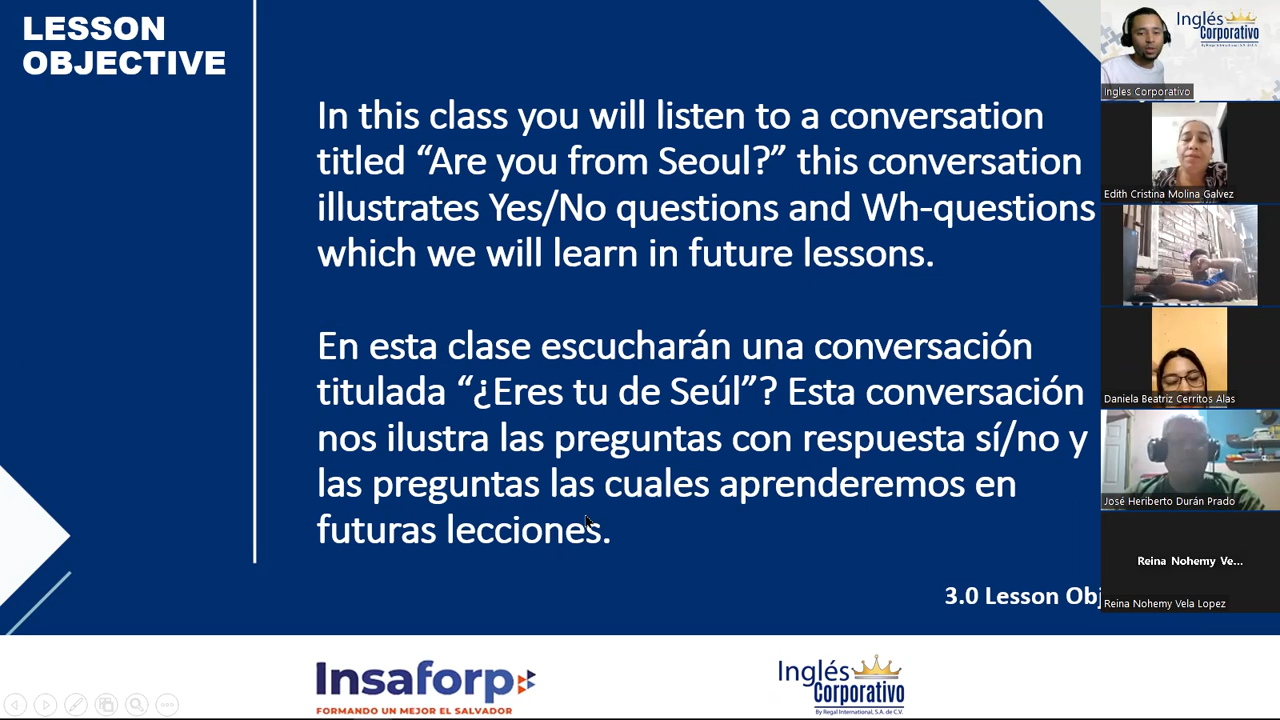 LESSON
OBJECTIVE
In this class you will listen to a conversation
titled “Are you from Seoul?” this conversation
illustrates Yes/No questions and Wh-questions
which we will learn in future lessons.
En esta clase escucharán una conversación
titulada “¿Eres tu de Seúl”? Esta conversación
nos ilustra las preguntas con respuesta sí/no y
las preguntas las cuales aprenderemos en
futuras lecciones.
3.0 Lesson Obj
Insaforp
FORMANDO UN MEJOR EL SALVADOR
Inglés
Corporativo
By Regal International, S.A. de C.V.
Inglés
Corporativo
Ingles Corporativo
Edith Cristina Molina Galvez
Daniela Beatriz Cerritos Alas
José Heriberto Durán Prado
Reina Nohemy Ve...
Reina Nohemy Vela Lopez